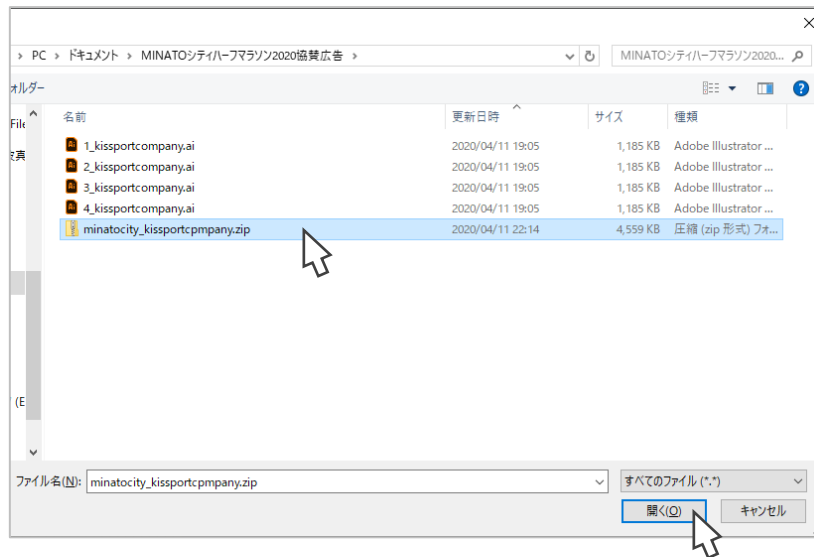 › PC › ドキュメント › MINATOシティハーフマラソン2020協賛広告 ›
MINATOシティハーフマラソン2020...
ォルダー
名前 更新日時 サイズ 種類
1_kissportcompany.ai 2020/04/11 19:05 1,185 KB Adobe Illustrator ...
2_kissportcompany.ai 2020/04/11 19:05 1,185 KB Adobe Illustrator ...
3_kissportcompany.ai 2020/04/11 19:05 1,185 KB Adobe Illustrator ...
4_kissportcompany.ai 2020/04/11 19:05 1,185 KB Adobe Illustrator ...
minatocity_kissportcpmpany.zip 2020/04/11 22:14 4,559 KB 圧縮 (zip 形式) フォ...
File
真
(E
ファイル名(N): minatocity_kissportcpmpany.zip すべてのファイル (*.*)
開く(O) キャンセル